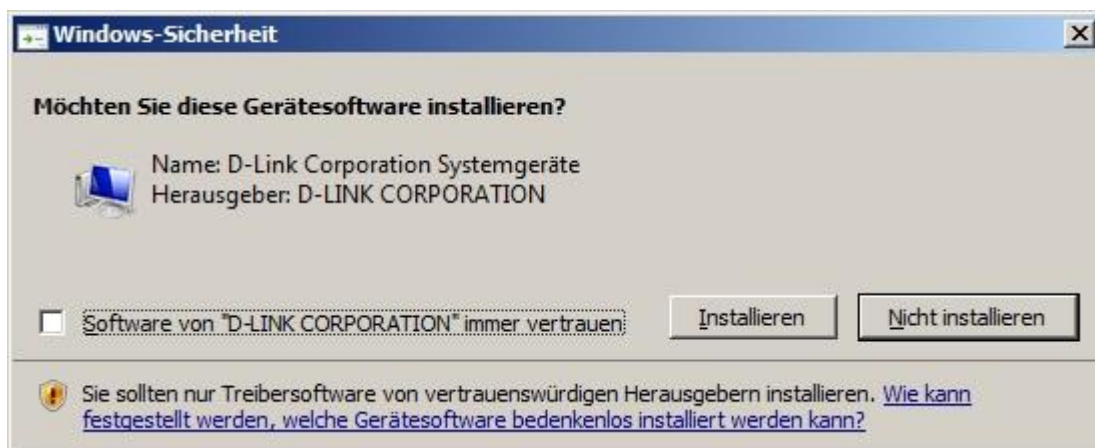 Windows-Sicherheit
Möchten Sie diese Gerätesoftware installieren?
Name: D-Link Corporation Systemgeräte
Herausgeber: D-LINK CORPORATION
Software von "D-LINK CORPORATION" immer vertrauen
Installieren
Nicht installieren
Sie sollten nur Treibersoftware von vertrauenswürdigen Herausgebern installieren. Wie kann
festgestellt werden, welche Gerätesoftware bedenkenlos installiert werden kann?